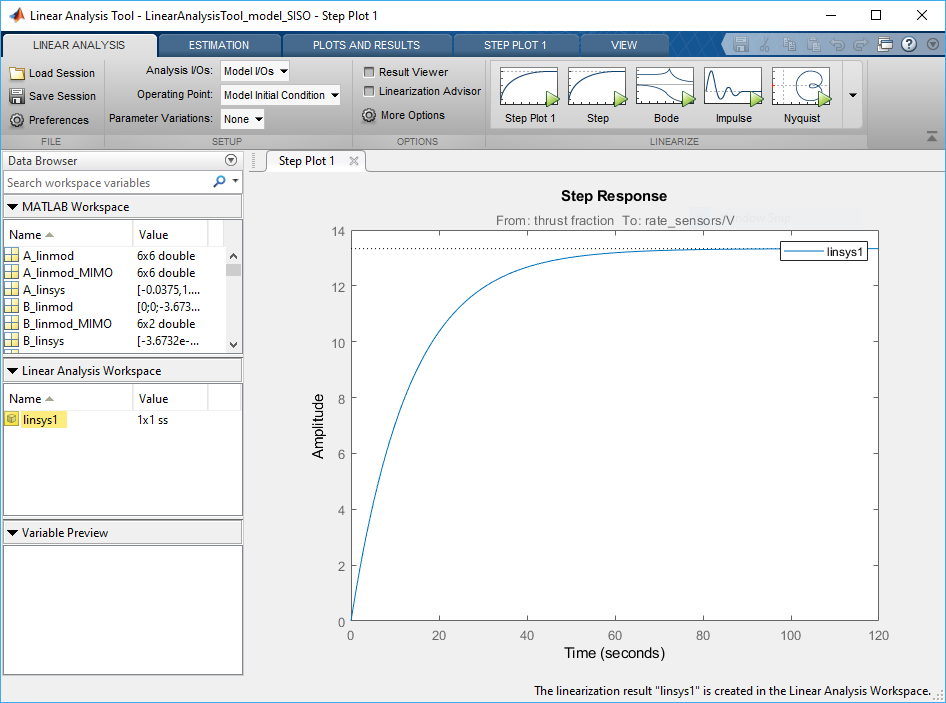 Linear Analysis Tool - LinearAnalysisTool_model_SISO - Step Plot 1
LINEAR ANALYSIS ESTIMATION PLOTS AND RESULTS STEP PLOT 1 VIEW
Load Session
Save Session
Preferences
FILE
Analysis I/Os: Model I/Os
Operating Point: Model Initial Condition
Parameter Variations: None
SETUP
Result Viewer
Linearization Advisor
More Options
OPTIONS
Step Plot 1 Step Bode Impulse Nyquist
LINEARIZE
Data Browser
Search workspace variables
MATLAB Workspace
Name Value
A_linmod 6x6 double
A_linmod_MIMO 6x6 double
A_linsys [-0.0375,1....
B_linmod [0;0;-3.673...
B_linmod_MIMO 6x2 double
B_linsys [-3.6732e-...
Linear Analysis Workspace
Name Value
linsys1 1x1 ss
Variable Preview
Step Plot 1
Step Response
From: thrust fraction To: rate_sensors/V
linsys1
Amplitude
14
12
10
8
6
4
2
0
0 20 40 60 80 100 120
Time (seconds)
The linearization result "linsys1" is created in the Linear Analysis Workspace.